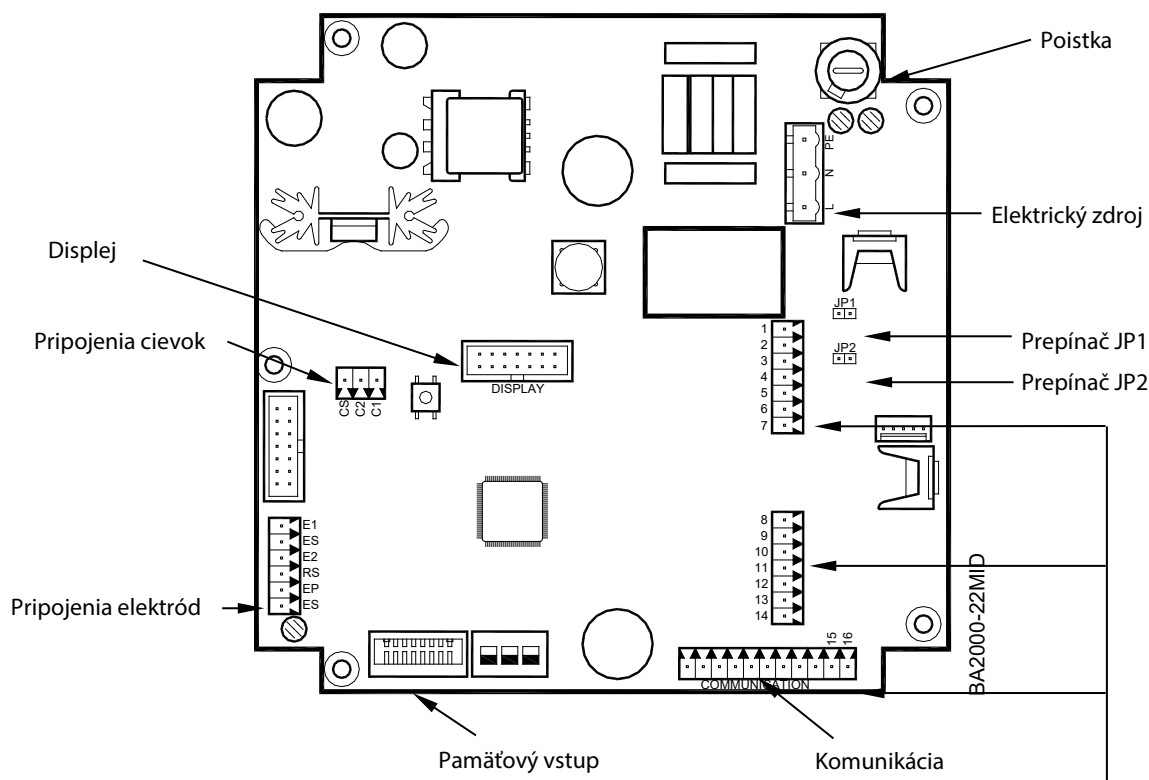 Poistka
PE
N
L
Elektrický zdroj
Displej
Pripojenia cievok
JP1
JP2
Prepínač JP1
Prepínač JP2
DISPLAY
CS
C2
C1
1
2
3
4
5
6
7
E1
ES
E2
RS
EP
ES
Pripojenia elektród
8
9
10
11
12
13
14
15
16
COMMUNICATION
BA2000-22MID
Pamäťový vstup
Komunikácia